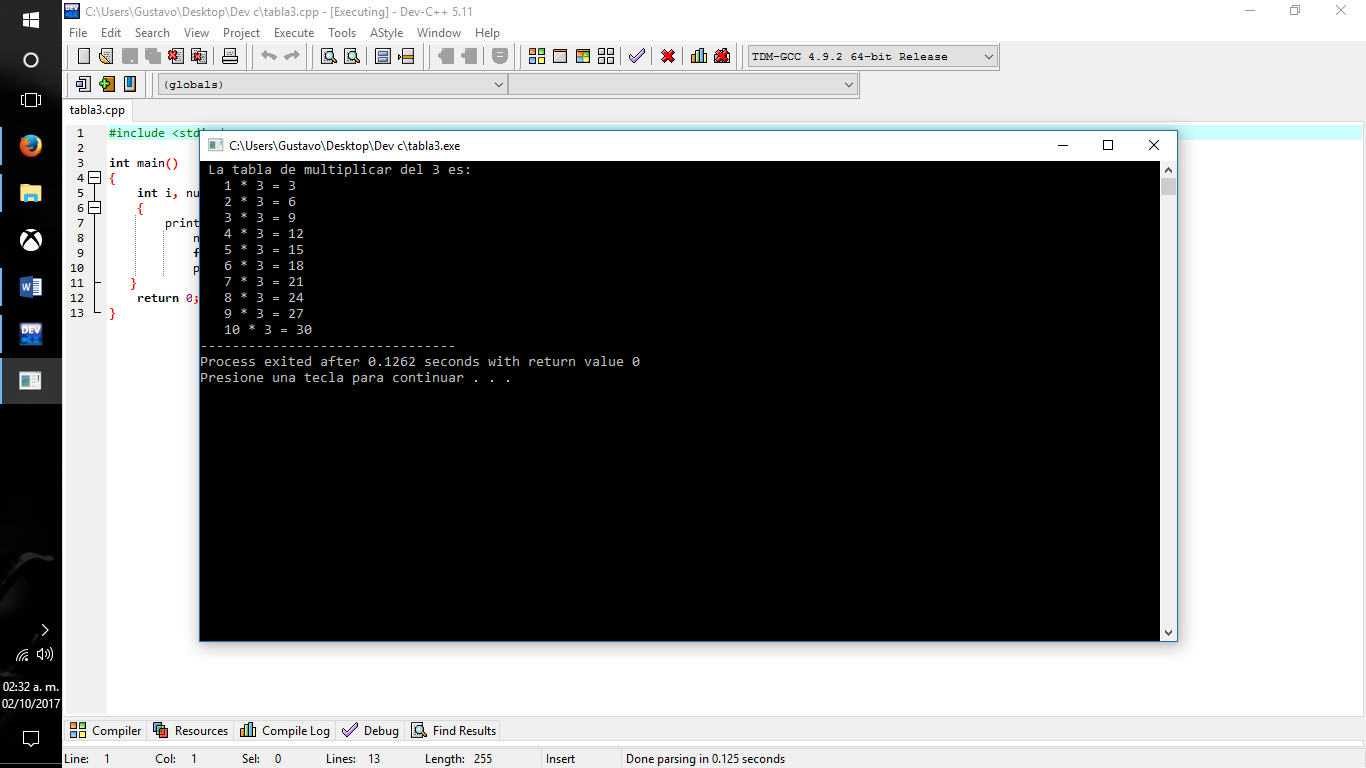 C:\Users\Gustavo\Desktop\Dev c\tabla3.cpp - [Executing] - Dev-C++ 5.11
File Edit Search View Project Execute Tools AStyle Window Help
TDM-GCC 4.9.2 64-bit Release
(globals)
tabla3.cpp
1 #include
2
3 int main()
4 {
5 int i,
6 {
7
8
9
10
11 }
12 return 0;
13 }
C:\Users\Gustavo\Desktop\Dev c\tabla3.exe
La tabla de multiplicar del 3 es:
1 * 3 = 3
2 * 3 = 6
3 * 3 = 9
4 * 3 = 12
5 * 3 = 15
6 * 3 = 18
7 * 3 = 21
8 * 3 = 24
9 * 3 = 27
10 * 3 = 30
--------------------------------
Process exited after 0.1262 seconds with return value 0
Presione una tecla para continuar . . .
DEV
02:32 a. m.
02/10/2017
Compiler Resources Compile Log Debug Find Results
Line: 1 Col: 1 Sel: 0 Lines: 13 Length: 255 Insert Done parsing in 0.125 seconds